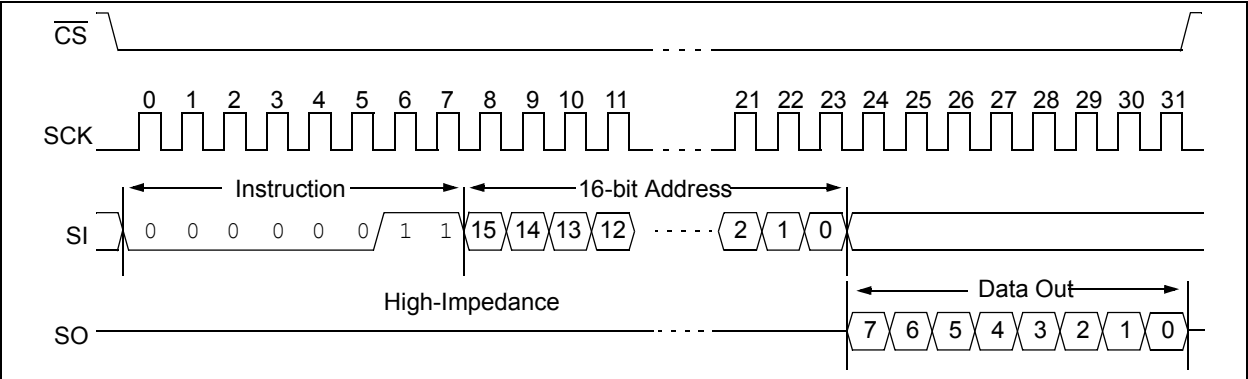 CS
0 1 2 3 4 5 6 7 8 9 10 11 21 22 23 24 25 26 27 28 29 30 31
SCK
Instruction 16-bit Address
SI 0 0 0 0 0 0 1 1 15 14 13 12 2 1 0
High-Impedance Data Out
SO 7 6 5 4 3 2 1 0